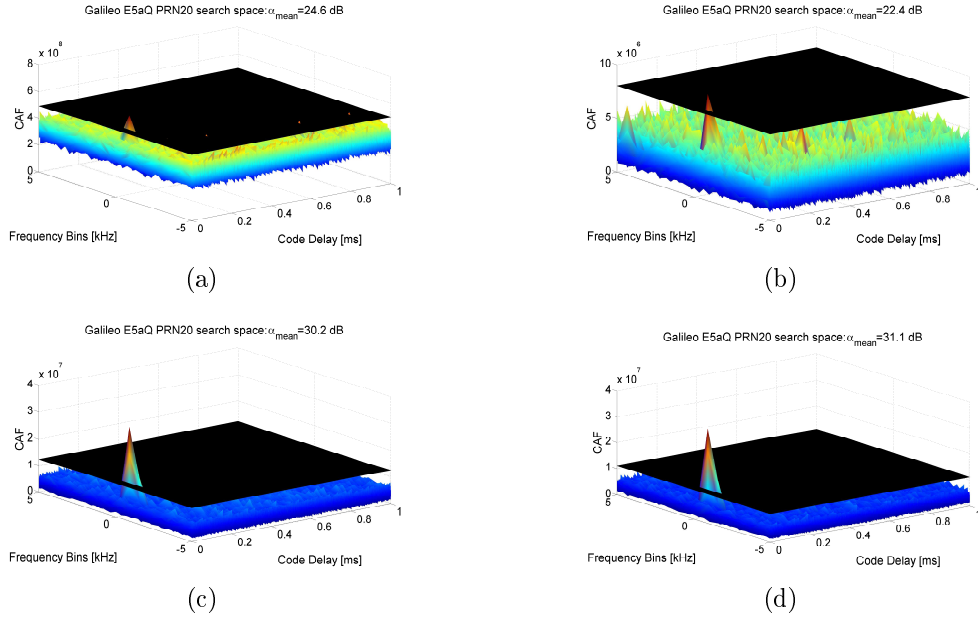 Galileo E5aQ PRN20 search space:αmean=24.6 dB
x 10^8
8
6
4
2
0
CAF
5
0
-5
Frequency Bins [kHz]
0
0.2
0.4
0.6
0.8
1
Code Delay [ms]
(a)
Galileo E5aQ PRN20 search space:αmean=22.4 dB
x 10^6
10
5
0
CAF
5
0
-5
Frequency Bins [kHz]
0
0.2
0.4
0.6
0.8
1
Code Delay [ms]
(b)
Galileo E5aQ PRN20 search space:αmean=30.2 dB
x 10^7
4
3
2
1
0
CAF
5
0
-5
Frequency Bins [kHz]
0
0.2
0.4
0.6
0.8
1
Code Delay [ms]
(c)
Galileo E5aQ PRN20 search space:αmean=31.1 dB
x 10^7
4
3
2
1
0
CAF
5
0
-5
Frequency Bins [kHz]
0
0.2
0.4
0.6
0.8
1
Code Delay [ms]
(d)